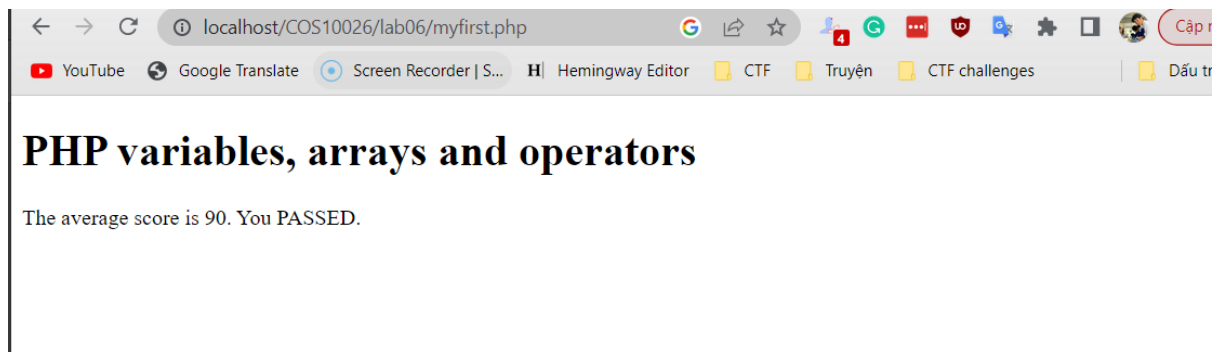 localhost/COS10026/lab06/myfirst.php
4
Cập
YouTube Google Translate Screen Recorder | S... H Hemingway Editor CTF Truyện CTF challenges Dấu
PHP variables, arrays and operators
The average score is 90. You PASSED.